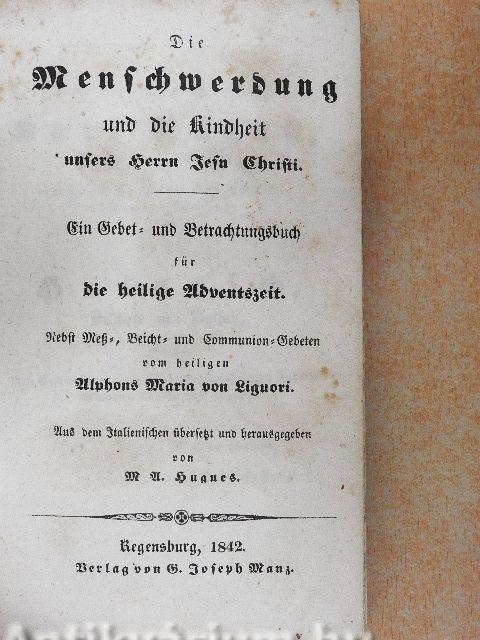 Die
Menschwerdung
und die Kindheit
unsers Herrn Jesu Christi.
Ein Gebet- und Betrachtungsbuch
für
die heilige Adventszeit.
Nebst Meß-, Beicht- und Communion-Gebeten
vom heiligen
Alphons Maria von Liguori.
Aus dem Italienischen übersetzt und herausgegeben
von
M. A. Hugues.
Regensburg, 1842.
Verlag von G. Joseph Manz.